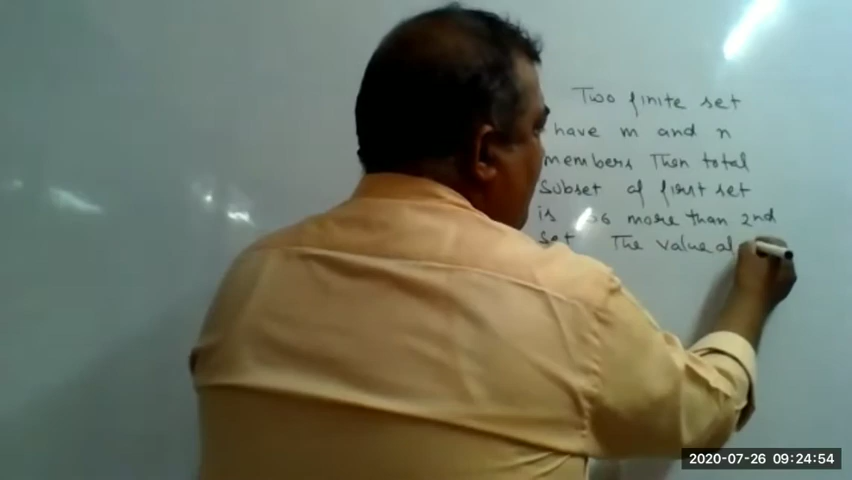 Two finite set
have m and n
members Then total
Subset of first set
is 56 more than 2nd
set The value of
2020-07-26 09:24:54